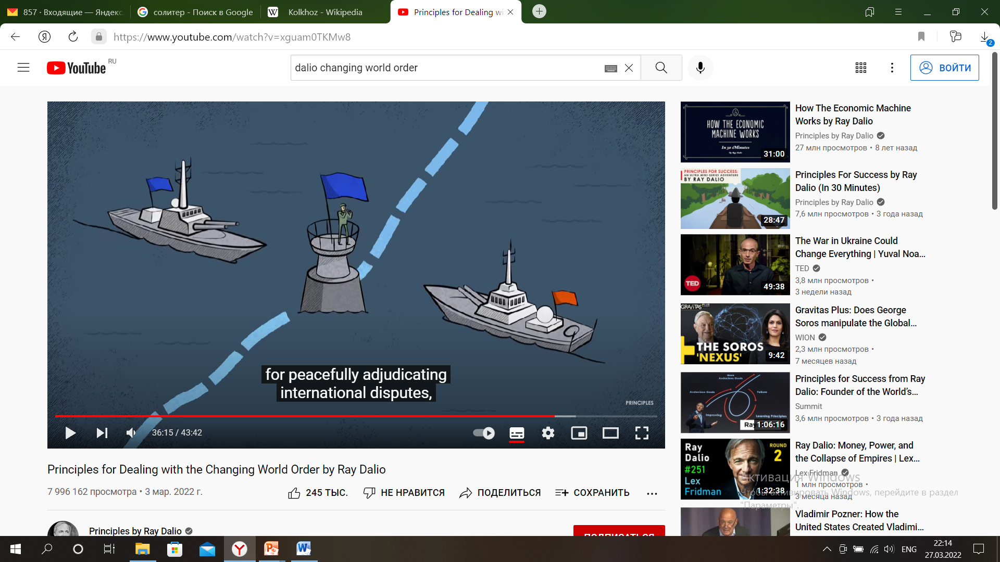 857 · Входящие — Яндекс
солитер - Поиск в Google
Kolkhoz - Wikipedia
Principles for Dealing wi
https://www.youtube.com/watch?v=xguam0TKMw8
2
YouTube
RU
dalio changing world order
ВОЙТИ
for peacefully adjudicating
international disputes,
PRINCIPLES
36:15 / 43:42
Principles for Dealing with the Changing World Order by Ray Dalio
7 996 162 просмотра • 3 мар. 2022 г.
245 ТЫС.
НЕ НРАВИТСЯ
ПОДЕЛИТЬСЯ
СОХРАНИТЬ
Principles by Ray Dalio
ПОДПИСАТЬСЯ
HOW THE ECONOMIC
MACHINE WORKS
In 30 Minutes
By Ray Dalio
31:00
How The Economic Machine
Works by Ray Dalio
Principles by Ray Dalio
27 млн просмотров • 8 лет назад
PRINCIPLES FOR SUCCESS:
AN ULTRA MINI-SERIES ADVENTURE
BY RAY DALIO
28:47
Principles For Success by Ray
Dalio (In 30 Minutes)
Principles by Ray Dalio
7,6 млн просмотров • 3 года назад
TED
49:38
The War in Ukraine Could
Change Everything | Yuval Noa...
TED
3,8 млн просмотров •
3 недели назад
GRAVITAS PLUS
THE SOROS
'NEXUS'
9:42
Gravitas Plus: Does George
Soros manipulate the Global...
WION
2,3 млн просмотров •
7 месяцев назад
More
Audacious Goals
Audacious Goals
Failure
Improving
Learning Principles
Ray
1:06:16
Principles for Success from Ray
Dalio: Founder of the World's...
Summit
3,6 млн просмотров • 3 года назад
Ray
Dalio
#251
Lex
Fridman
ROUND
2
1:32:38
Ray Dalio: Money, Power, and
the Collapse of Empires | Lex...
Lex Fridman
1 млн просмотров •
3 месяца назад
Активация Windows
Чтобы активировать Windows, перейдите в раздел
"Параметры".
Vladimir Pozner: How the
United States Created Vladimi...
ENG
22:14
27.03.2022